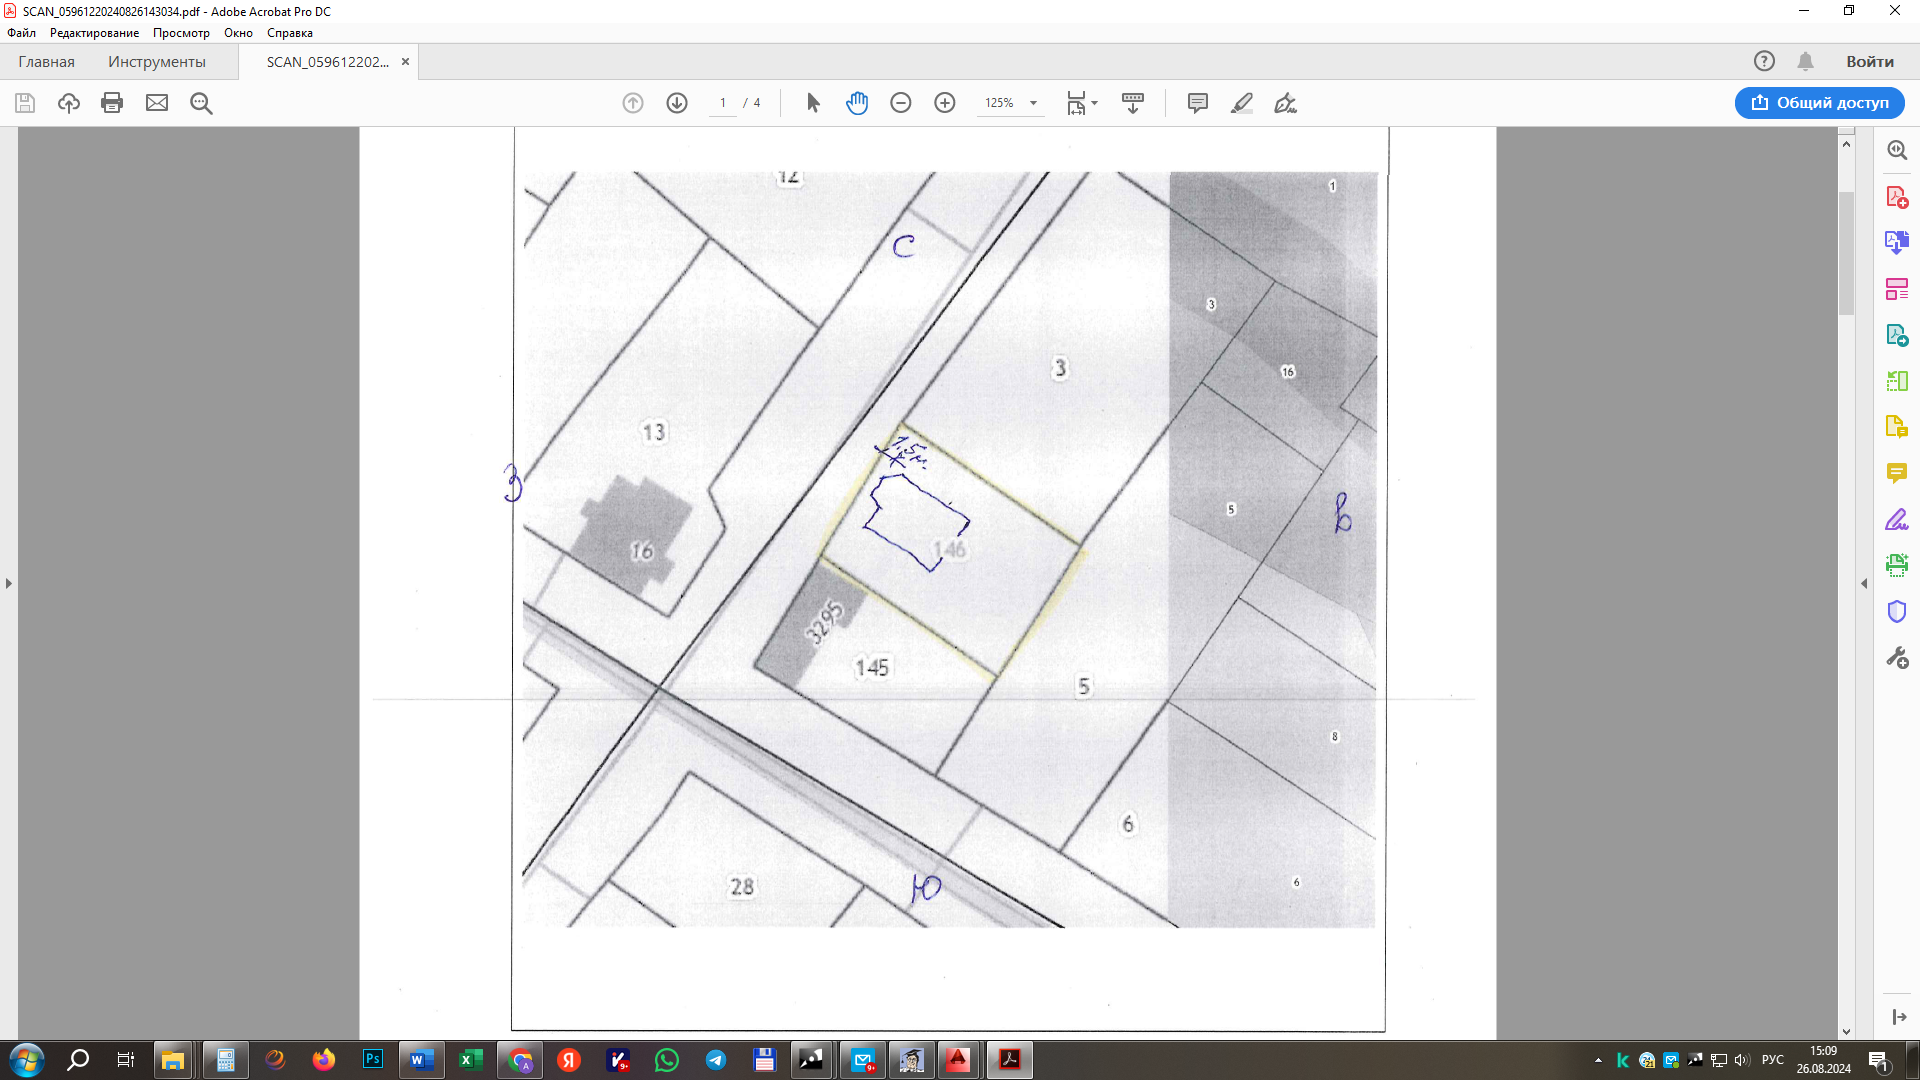 SCAN_05961220240826143034.pdf - Adobe Acrobat Pro DC
Файл Редактирование Просмотр Окно Справка
Главная Инструменты SCAN_059612202... × Войти
1 / 4 125% Общий доступ
12
1
С
3
3
16
13
1,5 м.
З
5
В
16
146
3295
145
5
8
6
28
Ю
6
РУС
15:09
26.08.2024